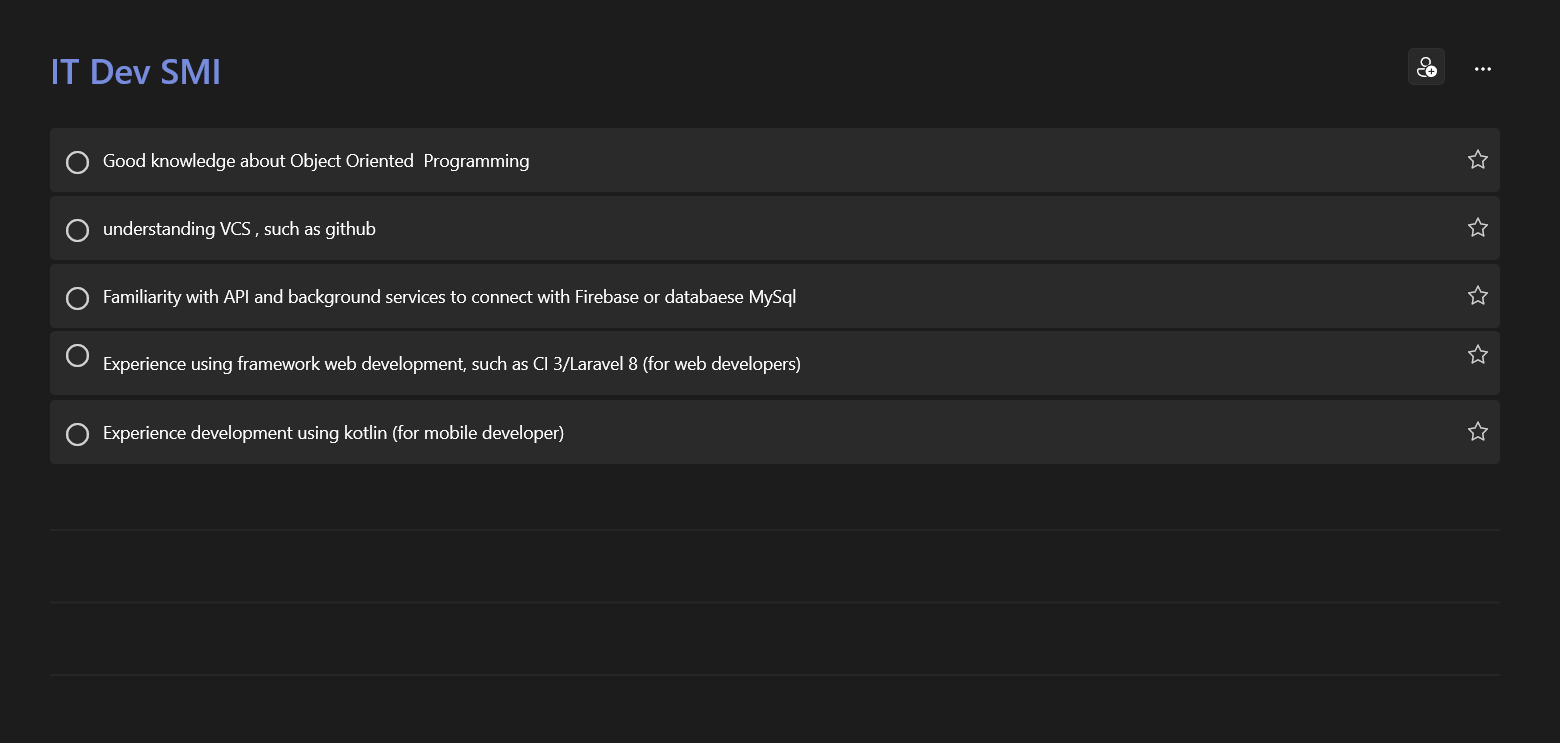 IT Dev SMI
Good knowledge about Object Oriented  Programming
understanding VCS , such as github
Familiarity with API and background services to connect with Firebase or databaese MySql
Experience using framework web development, such as CI 3/Laravel 8 (for web developers)
Experience development using kotlin (for mobile developer)